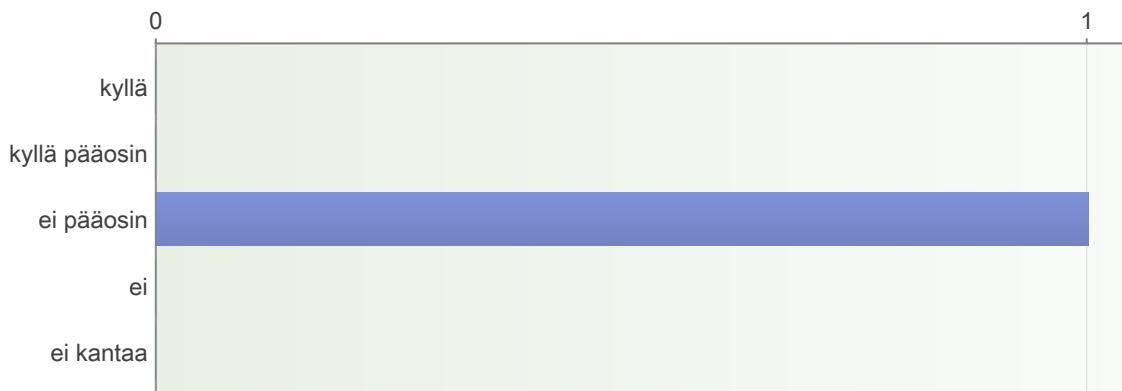 0 1
kyllä
kyllä pääosin
ei pääosin
ei
ei kantaa